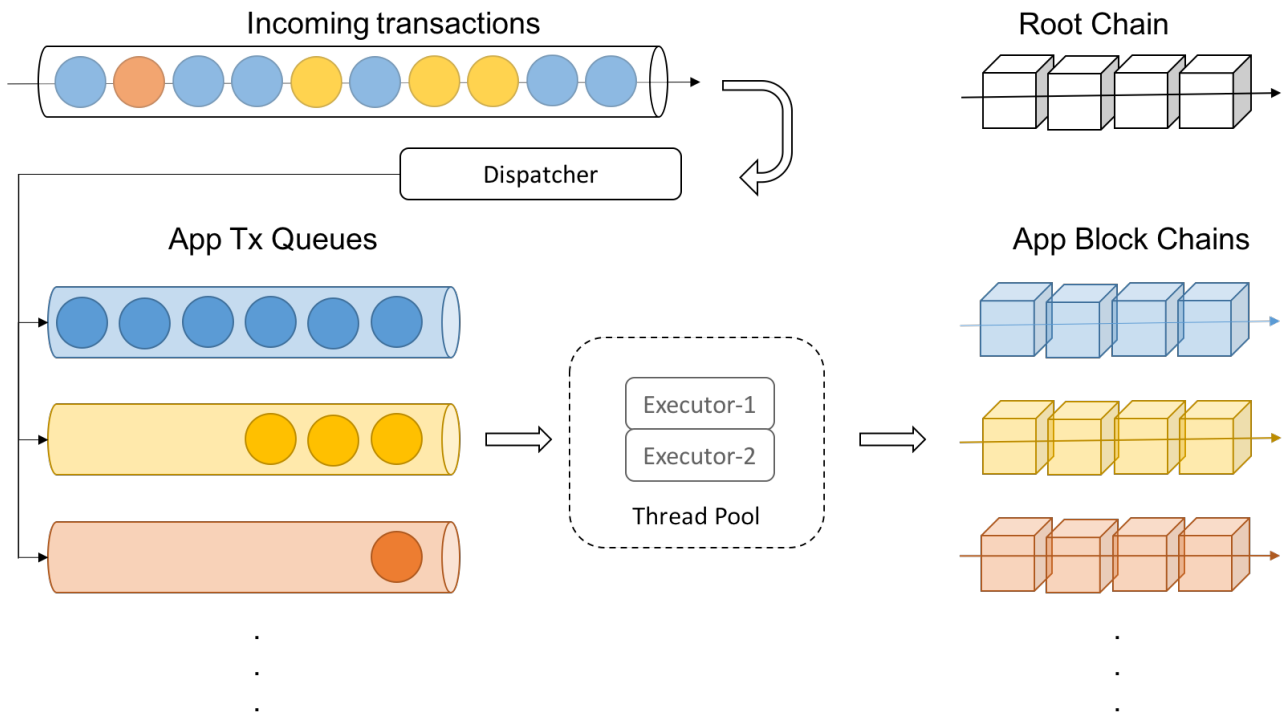 Incoming transactions
Root Chain
Dispatcher
App Tx Queues
App Block Chains
Executor-1
Executor-2
Thread Pool